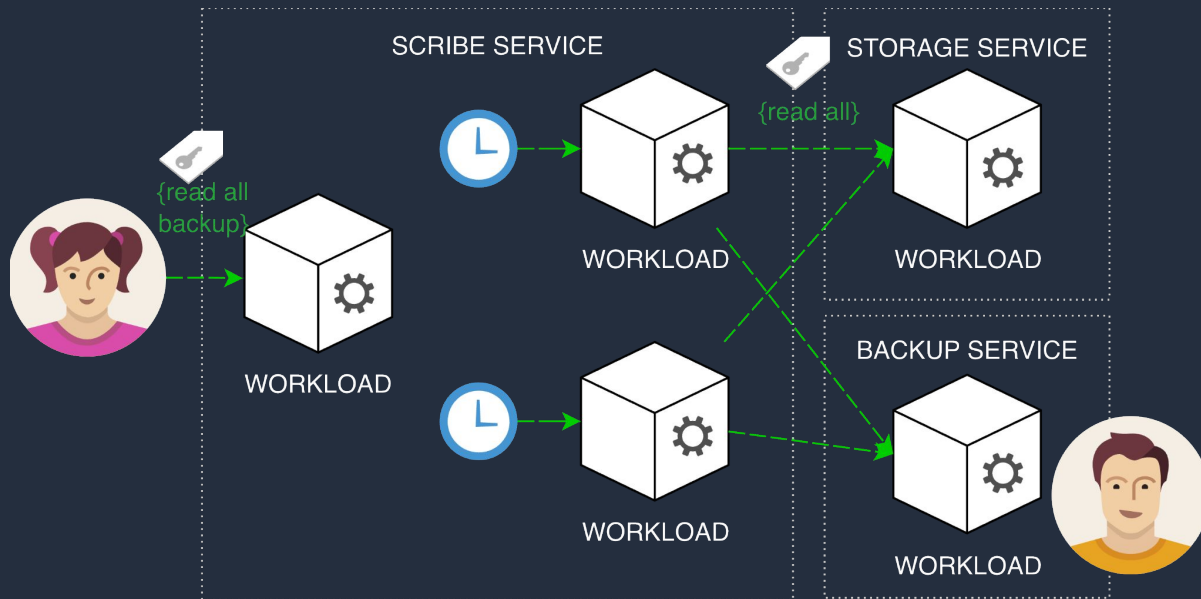 SCRIBE SERVICE
STORAGE SERVICE
{read all}
{read all
backup}
WORKLOAD
WORKLOAD
WORKLOAD
BACKUP SERVICE
WORKLOAD
WORKLOAD